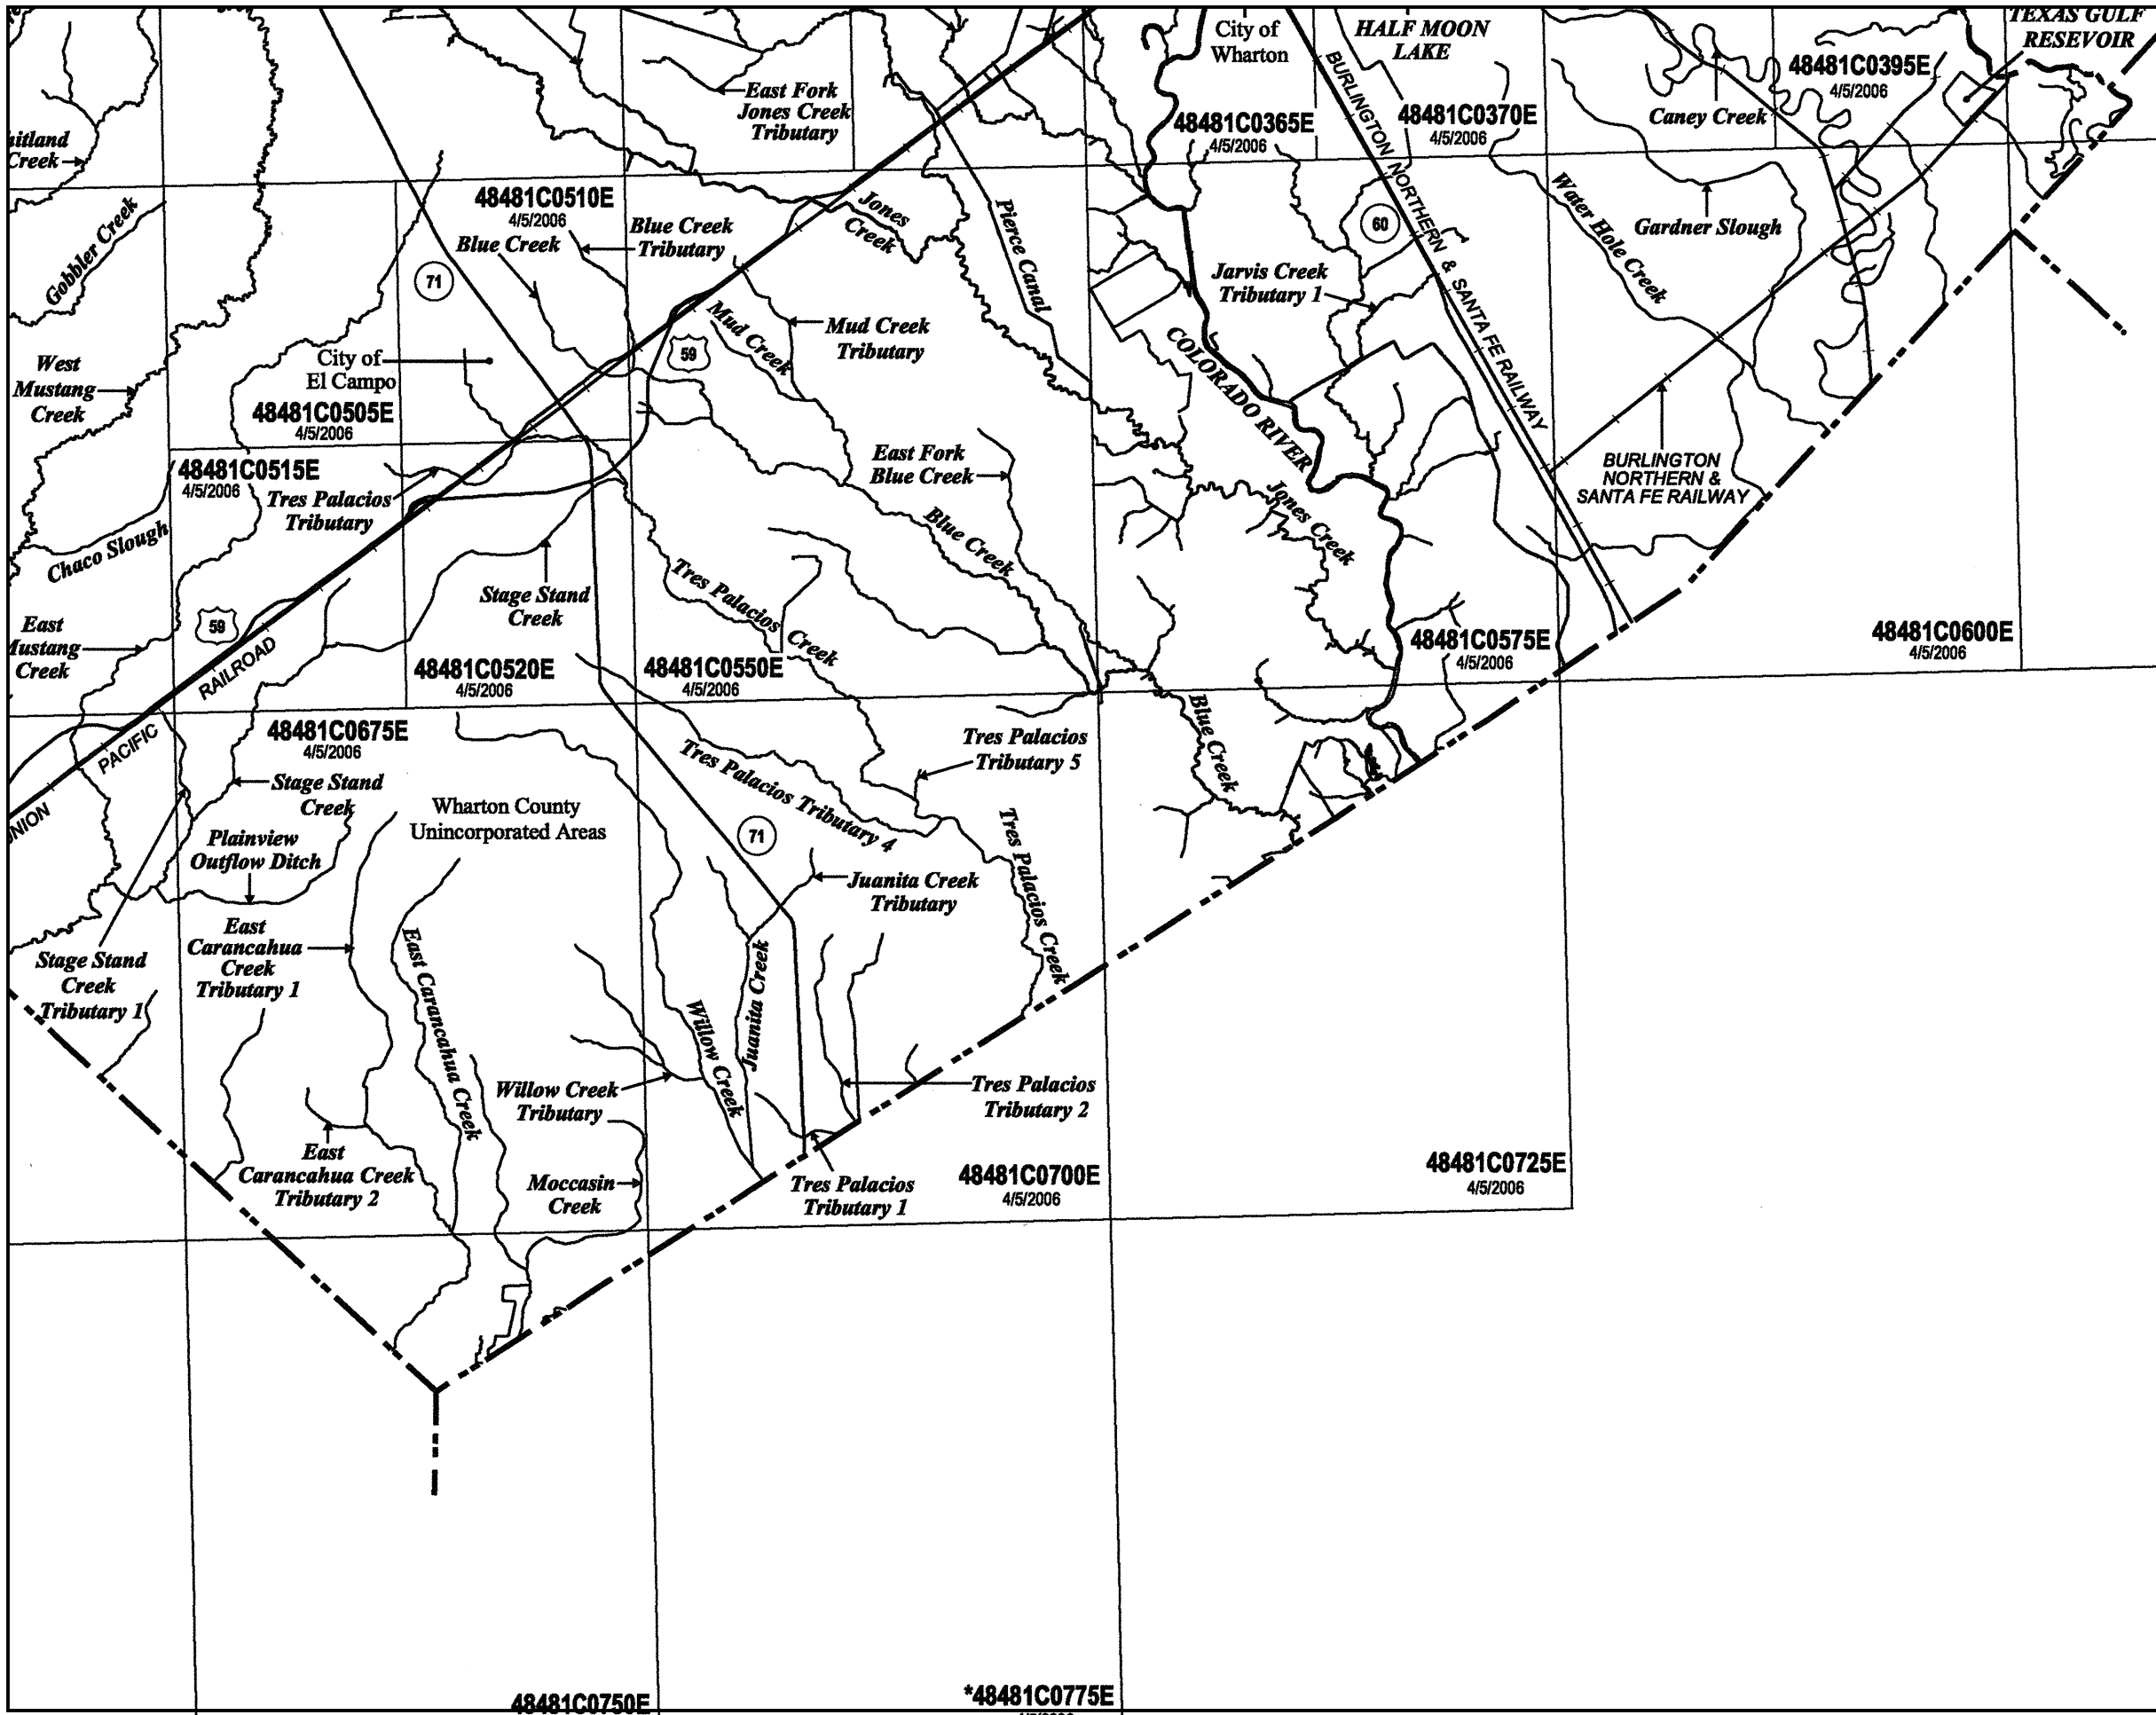 TEXAS GULF
RESEVOIR
City of
Wharton
HALF MOON
LAKE
48481C0395E
4/5/2006
East Fork
Jones Creek
Tributary
48481C0365E
4/5/2006
48481C0370E
4/5/2006
Caney Creek
BURLINGTON NORTHERN & SANTA FE RAILWAY
Creek
Gobbler Creek
48481C0510E
4/5/2006
Blue Creek
Blue Creek
Tributary
Jones
Creek
Pierce Canal
60
Water Hole Creek
Gardner Slough
71
Jarvis Creek
Tributary 1
Mud Creek
Mud Creek
Tributary
59
COLORADO RIVER
West
Mustang
Creek
City of
El Campo
48481C0505E
4/5/2006
48481C0515E
4/5/2006
Tres Palacios
Tributary
East Fork
Blue Creek
BURLINGTON
NORTHERN &
SANTA FE RAILWAY
Chaco Slough
Blue Creek
Jones Creek
Stage Stand
Creek
Tres Palacios Creek
59
East
Creek
RAILROAD
48481C0520E
4/5/2006
48481C0550E
4/5/2006
48481C0575E
4/5/2006
48481C0600E
4/5/2006
48481C0675E
4/5/2006
PACIFIC
Stage Stand
Creek
Tres Palacios Tributary 4
Tres Palacios
Tributary 5
Blue Creek
Wharton County
Unincorporated Areas
71
Plainview
Outflow Ditch
Juanita Creek
Tributary
Tres Palacios Creek
Stage Stand
Creek
Tributary 1
East
Carancahua
Creek
Tributary 1
East Carancahua Creek
Willow Creek
Juanita Creek
Willow Creek
Tributary
Tres Palacios
Tributary 2
East
Carancahua Creek
Tributary 2
Moccasin
Creek
Tres Palacios
Tributary 1
48481C0700E
4/5/2006
48481C0725E
4/5/2006
48481C0750E
*48481C0775E